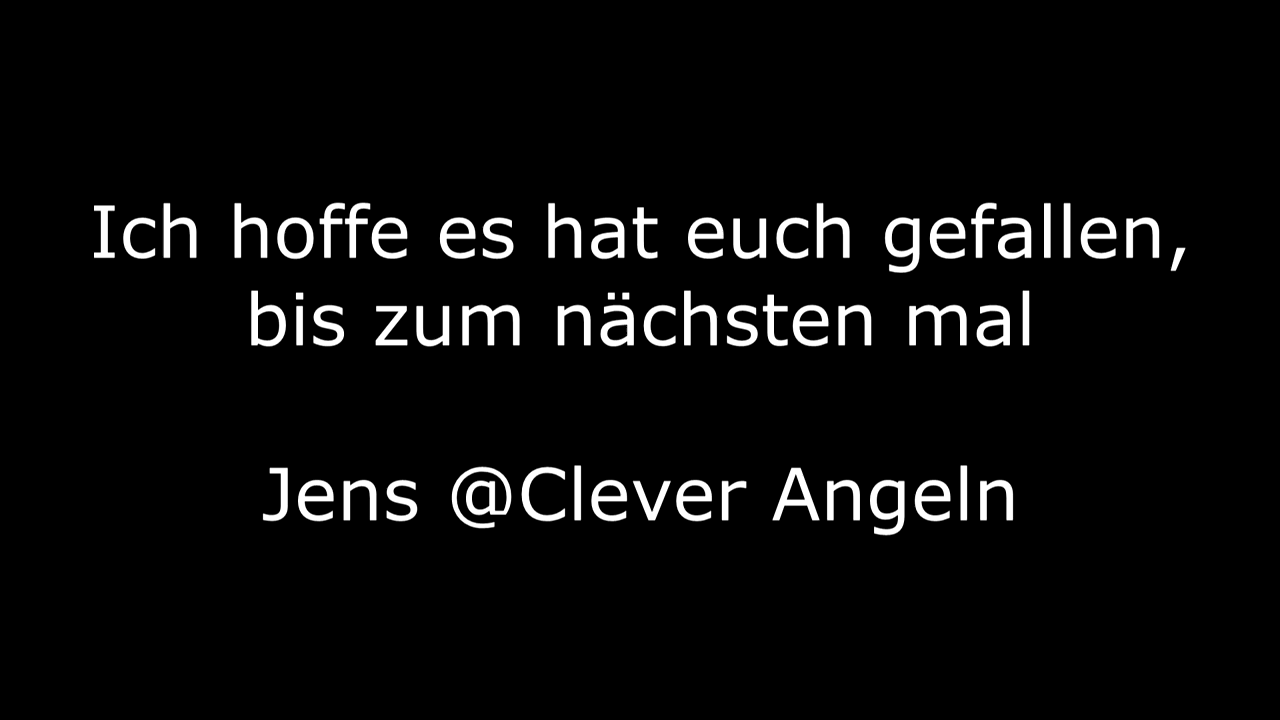 Ich hoffe es hat euch gefallen,
bis zum nächsten mal
Jens @Clever Angeln